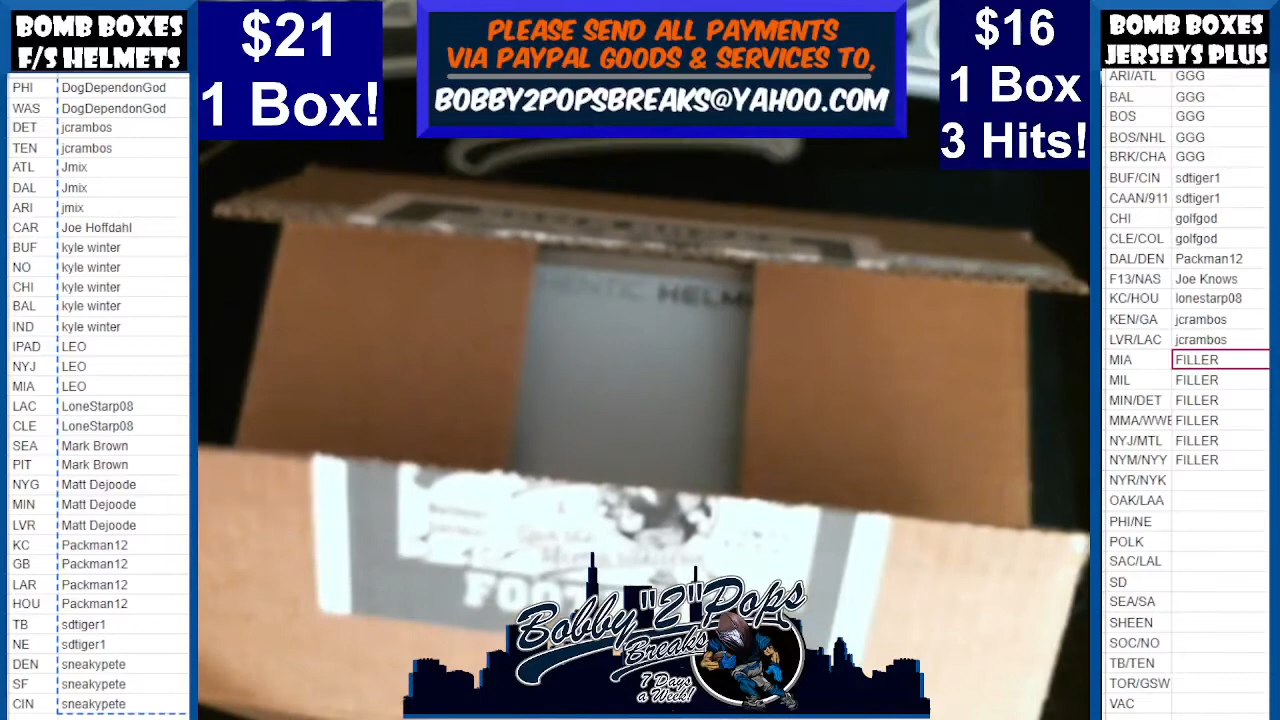 BOMB BOXES
F/S HELMETS
PHI DogDependonGod
WAS DogDependonGod
DET jcrambos
TEN jcrambos
ATL Jmix
DAL Jmix
ARI jmix
CAR Joe Hoffdahl
BUF kyle winter
NO kyle winter
CHI kyle winter
BAL kyle winter
IND kyle winter
IPAD LEO
NYJ LEO
MIA LEO
LAC LoneStarp08
CLE LoneStarp08
SEA Mark Brown
PIT Mark Brown
NYG Matt Dejoode
MIN Matt Dejoode
LVR Matt Dejoode
KC Packman12
GB Packman12
LAR Packman12
HOU Packman12
TB sdtiger1
NE sdtiger1
DEN sneakypete
SF sneakypete
CIN sneakypete
$21
1 Box!
PLEASE SEND ALL PAYMENTS
VIA PAYPAL GOODS & SERVICES TO,
BOBBY2POPSBREAKS@YAHOO.COM
HENTIC HELM
FOOT
Bobby "2" Pops
Breaks
7 Days
a Week!
$16
1 Box
3 Hits!
BOMB BOXES
JERSEYS PLUS
ARI/ATL GGG
BAL GGG
BOS GGG
BOS/NHL GGG
BRK/CHA GGG
BUF/CIN sdtiger1
CAAN/911 sdtiger1
CHI golfgod
CLE/COL golfgod
DAL/DEN Packman12
F13/NAS Joe Knows
KC/HOU lonestarp08
KEN/GA jcrambos
LVR/LAC jcrambos
MIA FILLER
MIL FILLER
MIN/DET FILLER
MMA/WWE FILLER
NYJ/MTL FILLER
NYM/NYY FILLER
NYR/NYK
OAK/LAA
PHI/NE
POLK
SAC/LAL
SD
SEA/SA
SHEEN
SOC/NO
TB/TEN
TOR/GSW
VAC